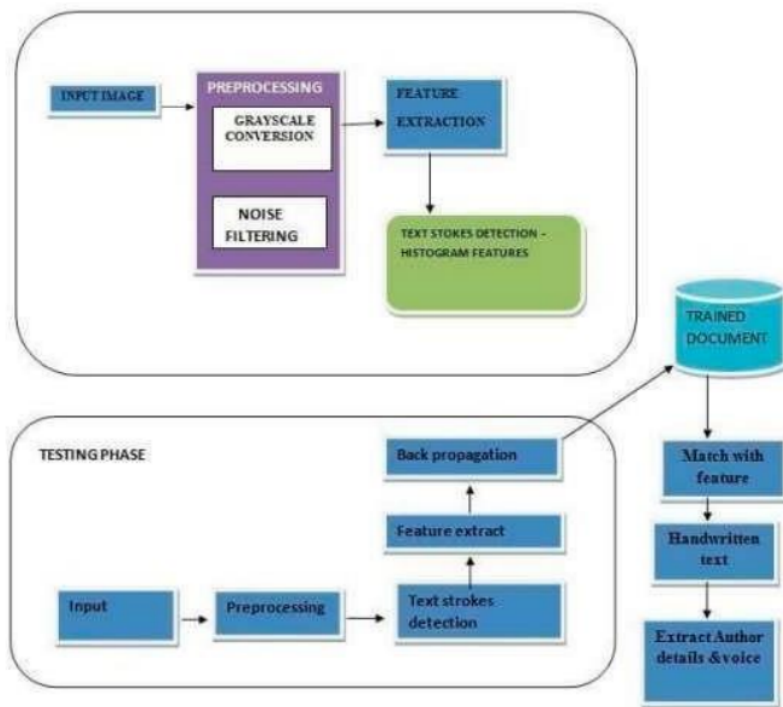 INPUT IMAGE
PREPROCESSING
GRAYSCALE
CONVERSION
NOISE
FILTERING
FEATURE
EXTRACTION
TEXT STOKES DETECTION –
HISTOGRAM FEATURES
TRAINED
DOCUMENT
TESTING PHASE
Input
Preprocessing
Text strokes
detection
Feature extract
Back propagation
Match with
feature
Handwritten
text
Extract Author
details &voice